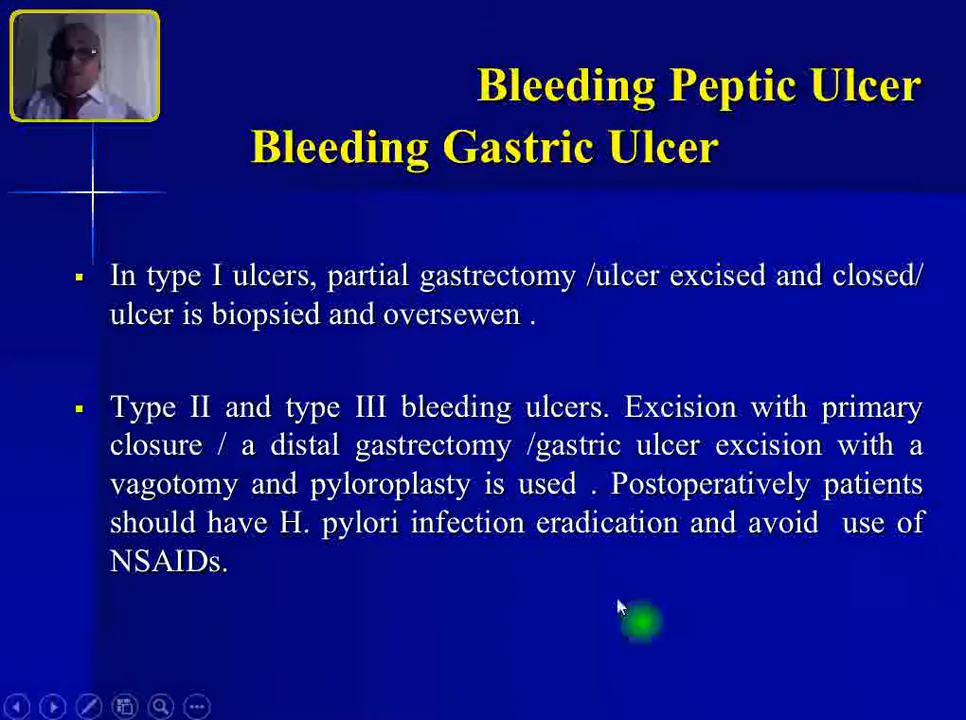 Bleeding Peptic Ulcer
Bleeding Gastric Ulcer
In type I ulcers, partial gastrectomy /ulcer excised and closed/
ulcer is biopsied and oversewen .
Type II and type III bleeding ulcers. Excision with primary
closure / a distal gastrectomy /gastric ulcer excision with a
vagotomy and pyloroplasty is used . Postoperatively patients
should have H. pylori infection eradication and avoid use of
NSAIDs.